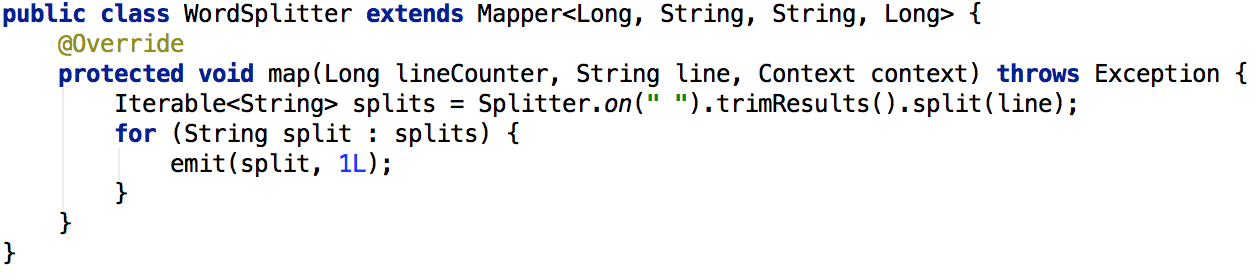 public class WordSplitter extends Mapper<Long, String, String, Long> {
    @Override
    protected void map(Long lineCounter, String line, Context context) throws Exception {
        Iterable<String> splits = Splitter.on(" ").trimResults().split(line);
        for (String split : splits) {
            emit(split, 1L);
        }
    }
}